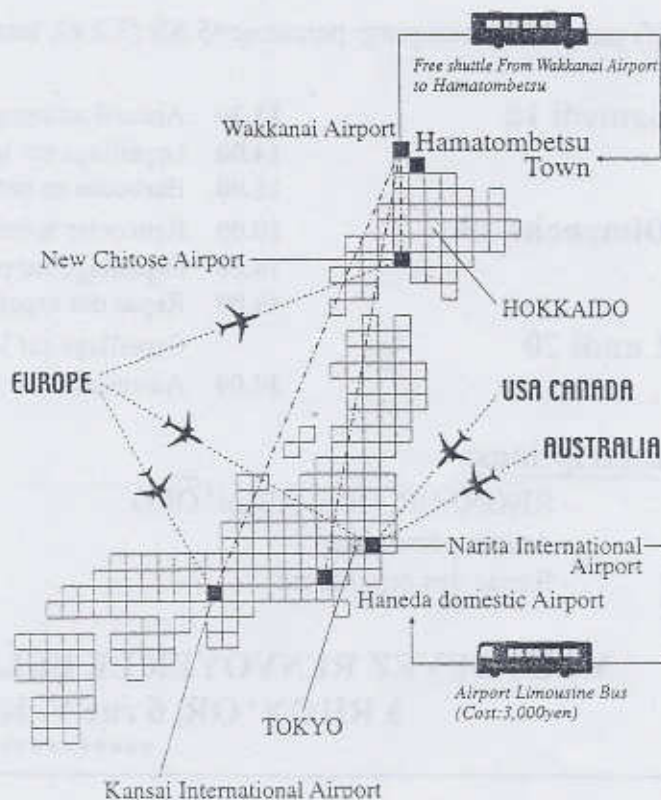 Free shuttle From Wakkanai Airport
to Hamatombetsu
Wakkanai Airport
Hamatombetsu
Town
New Chitose Airport
HOKKAIDO
EUROPE
USA CANADA
AUSTRALIA
Narita International
Airport
Haneda domestic Airport
Airport Limousine Bus
(Cost:3,000yen)
TOKYO
Kansai International Airport